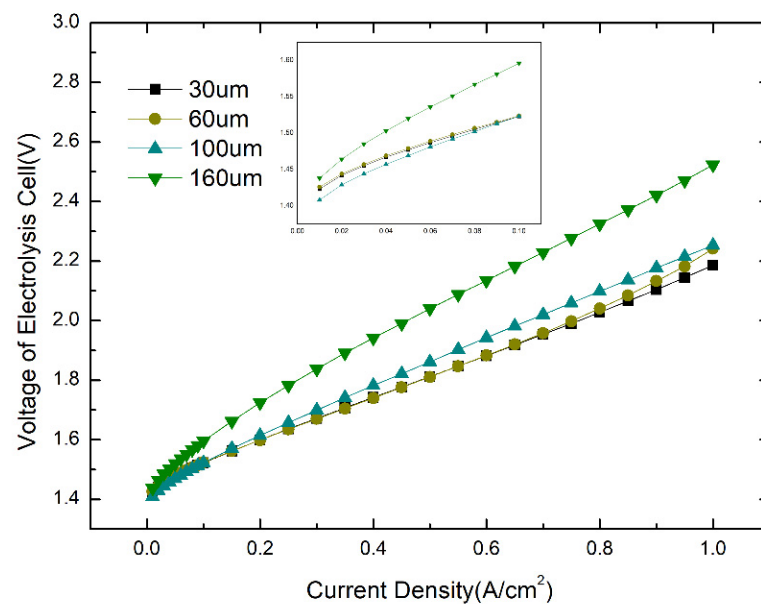 3.0
2.8
2.6
2.4
2.2
2.0
1.8
1.6
1.4
Voltage of Electrolysis Cell(V)
30um
60um
100um
160um
1.60
1.55
1.50
1.45
1.40
0.00 0.02 0.04 0.06 0.08 0.10
0.0 0.2 0.4 0.6 0.8 1.0
Current Density(A/cm²)